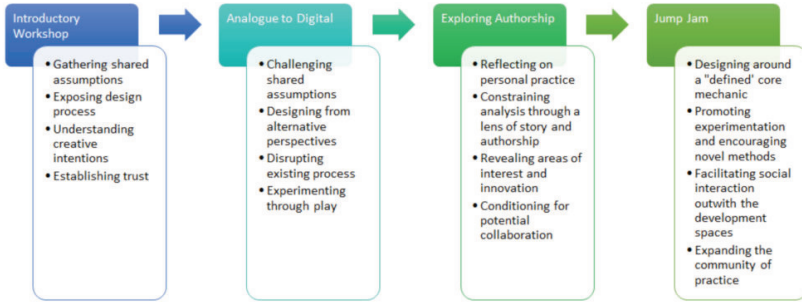 Introductory
Workshop
• Gathering shared
assumptions
• Exposing design
process
• Understanding
creative
intentions
• Establishing trust
Analogue to Digital
• Challenging
shared
assumptions
• Designing from
alternative
perspectives
• Disrupting
existing process
• Experimenting
through play
Exploring Authorship
• Reflecting on
personal practice
• Constraining
analysis through a
lens of story and
authorship
• Revealing areas of
interest and
innovation
• Conditioning for
potential
collaboration
Jump Jam
• Designing around
a "defined' core
mechanic
• Promoting
experimentation
and encouraging
novel methods
• Facilitating social
interaction
outwith the
development
spaces
• Expanding the
community of
practice